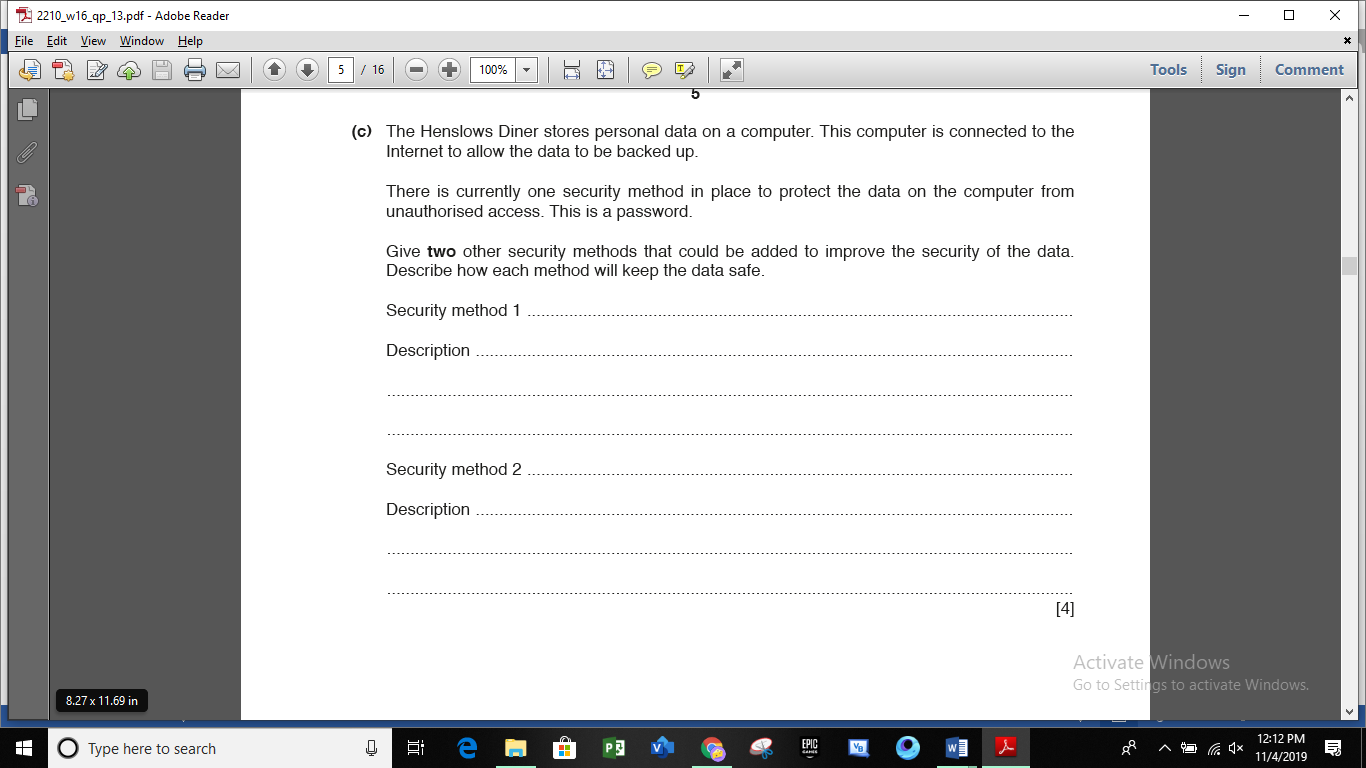 2210_w16_qp_13.pdf - Adobe Reader
File Edit View Window Help
5 / 16 100% Tools Sign Comment
5
(c) The Henslows Diner stores personal data on a computer. This computer is connected to the
Internet to allow the data to be backed up.
There is currently one security method in place to protect the data on the computer from
unauthorised access. This is a password.
Give two other security methods that could be added to improve the security of the data.
Describe how each method will keep the data safe.
Security method 1 ........................................................................
Description ........................................................................
........................................................................
........................................................................
Security method 2 ........................................................................
Description ........................................................................
........................................................................
........................................................................
[4]
Activate Windows
Go to Settings to activate Windows.
8.27 x 11.69 in
Type here to search
EPIC GAMES
12:12 PM
11/4/2019